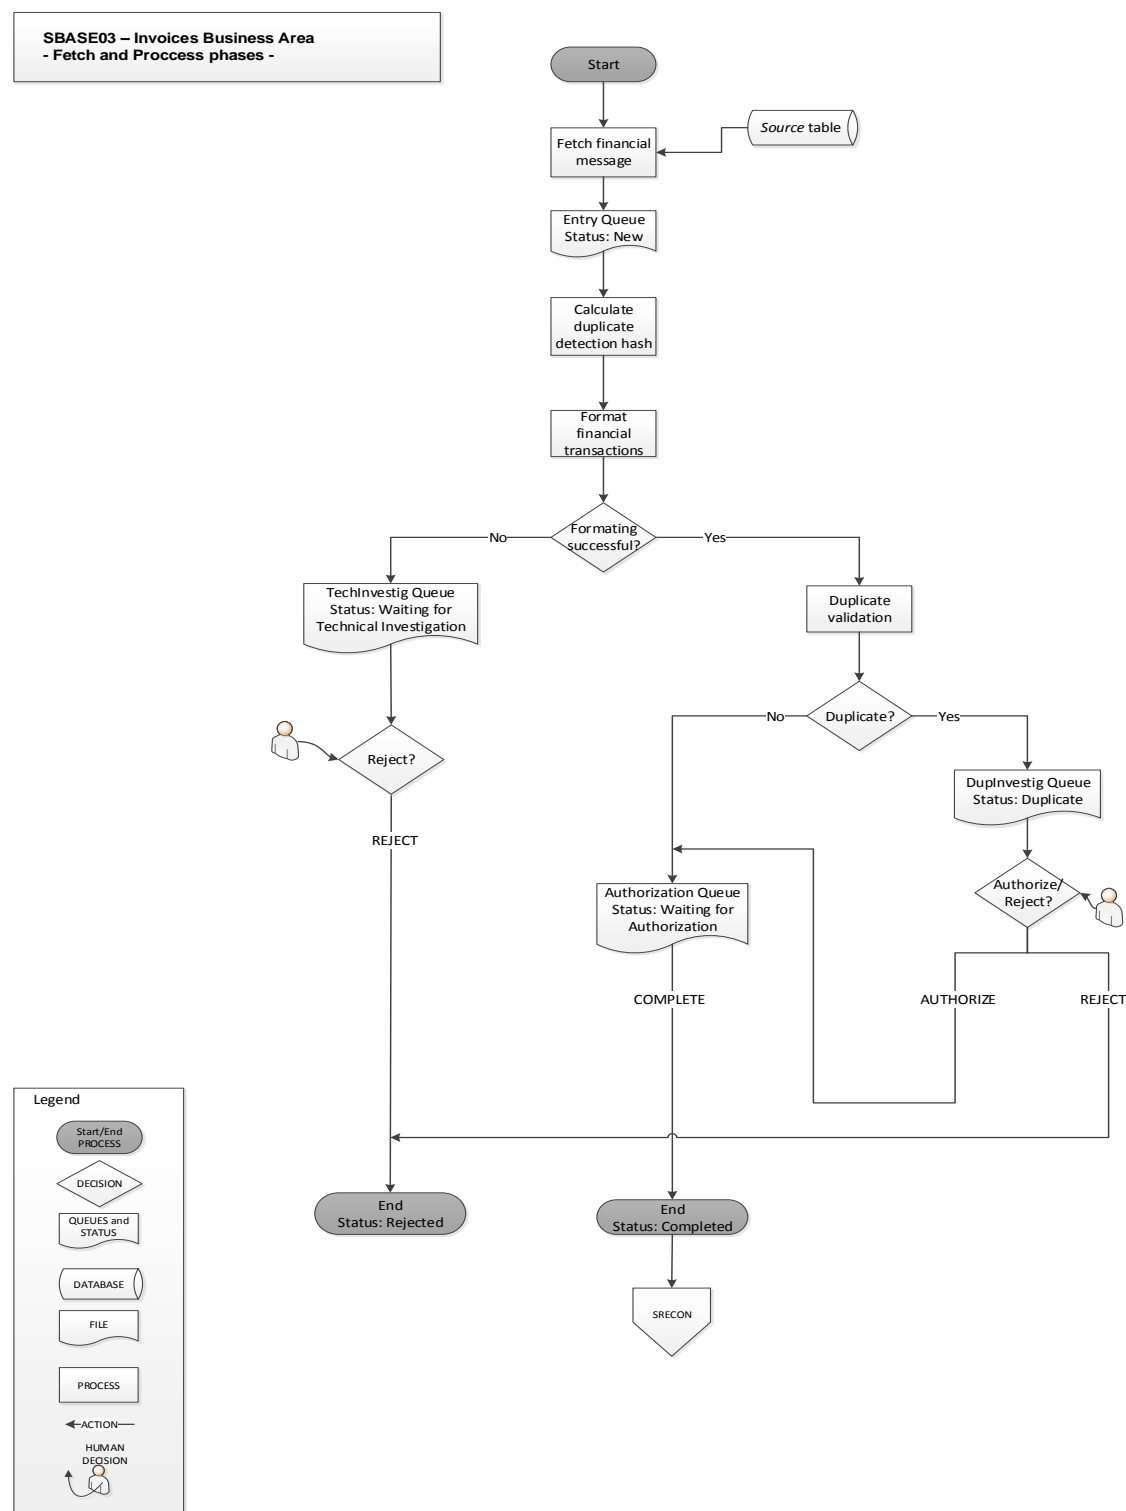 SBASE03 – Invoices Business Area
- Fetch and Proccess phases -
Start
Source table
Fetch financial
message
Entry Queue
Status: New
Calculate
duplicate
detection hash
Format
financial
transactions
Formating
successful?
No
Yes
TechInvestig Queue
Status: Waiting for
Technical Investigation
Duplicate
validation
Duplicate?
No
Yes
Reject?
DupInvestig Queue
Status: Duplicate
REJECT
Authorize/
Reject?
Authorization Queue
Status: Waiting for
Authorization
COMPLETE
AUTHORIZE
REJECT
End
Status: Rejected
End
Status: Completed
SRECON
Legend
Start/End
PROCESS
DECISION
QUEUES and
STATUS
DATABASE
FILE
PROCESS
ACTION
HUMAN
DECISION